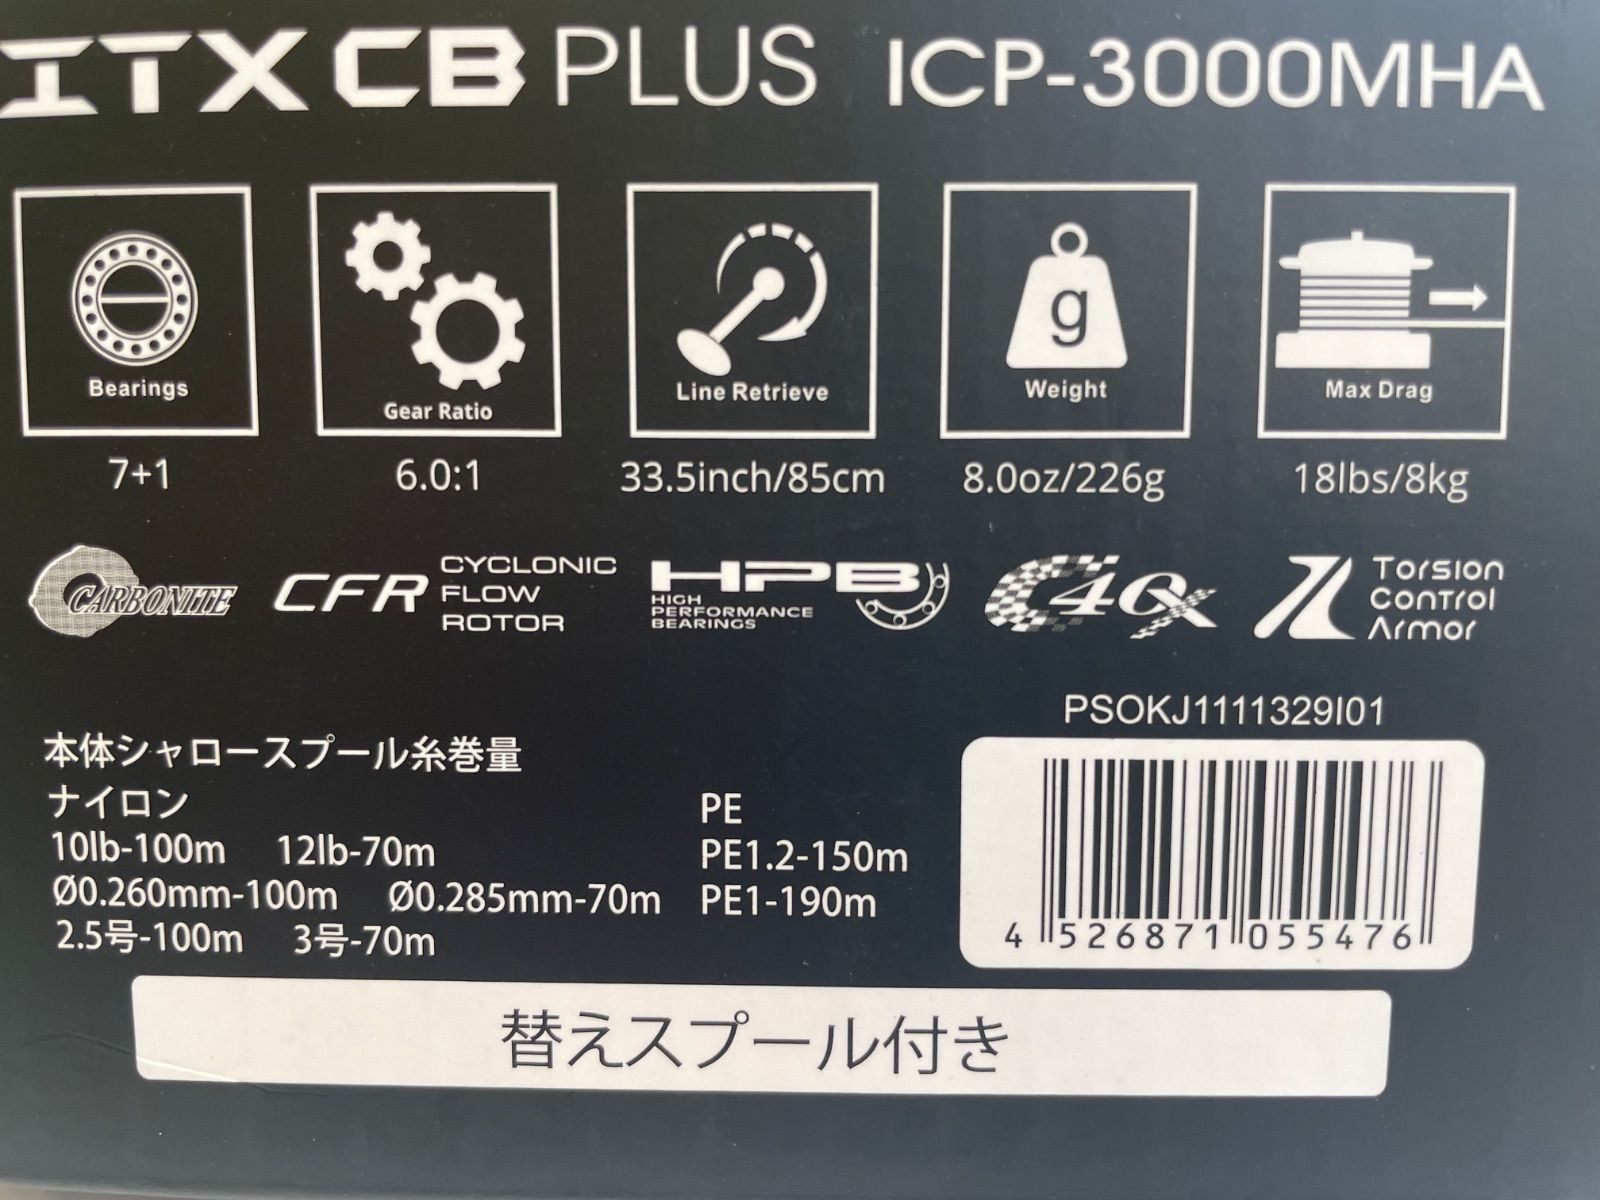 ITX CB PLUS ICP-3000MHA
Bearings
Gear Ratio
Line Retrieve
g
Weight
Max Drag
7+1
6.0:1
33.5inch/85cm
8.0oz/226g
18lbs/8kg
CARBONITE
CFR CYCLONIC FLOW ROTOR
HPB
HIGH PERFORMANCE BEARINGS
C40X
Torsion Control Armor
PSOKJ1111329I01
本体シャロースプール糸巻量
ナイロン
10lb-100m 12lb-70m
Ø0.260mm-100m Ø0.285mm-70m
2.5号-100m 3号-70m
PE
PE1.2-150m
PE1-190m
4 526871 055476
替えスプール付き